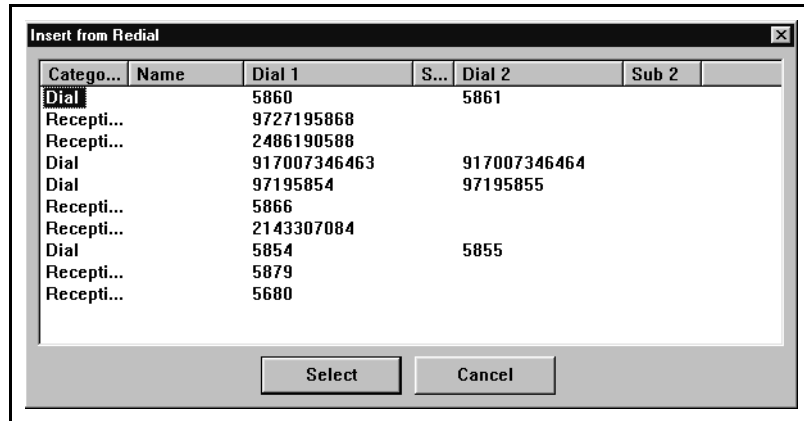 Insert from Redial
Catego... Name Dial 1 S... Dial 2 Sub 2
Dial 5860 5861
Recepti... 9727195868
Recepti... 2486190588
Dial 917007346463 917007346464
Dial 97195854 97195855
Recepti... 5866
Recepti... 2143307084
Dial 5854 5855
Recepti... 5879
Recepti... 5680
Select Cancel